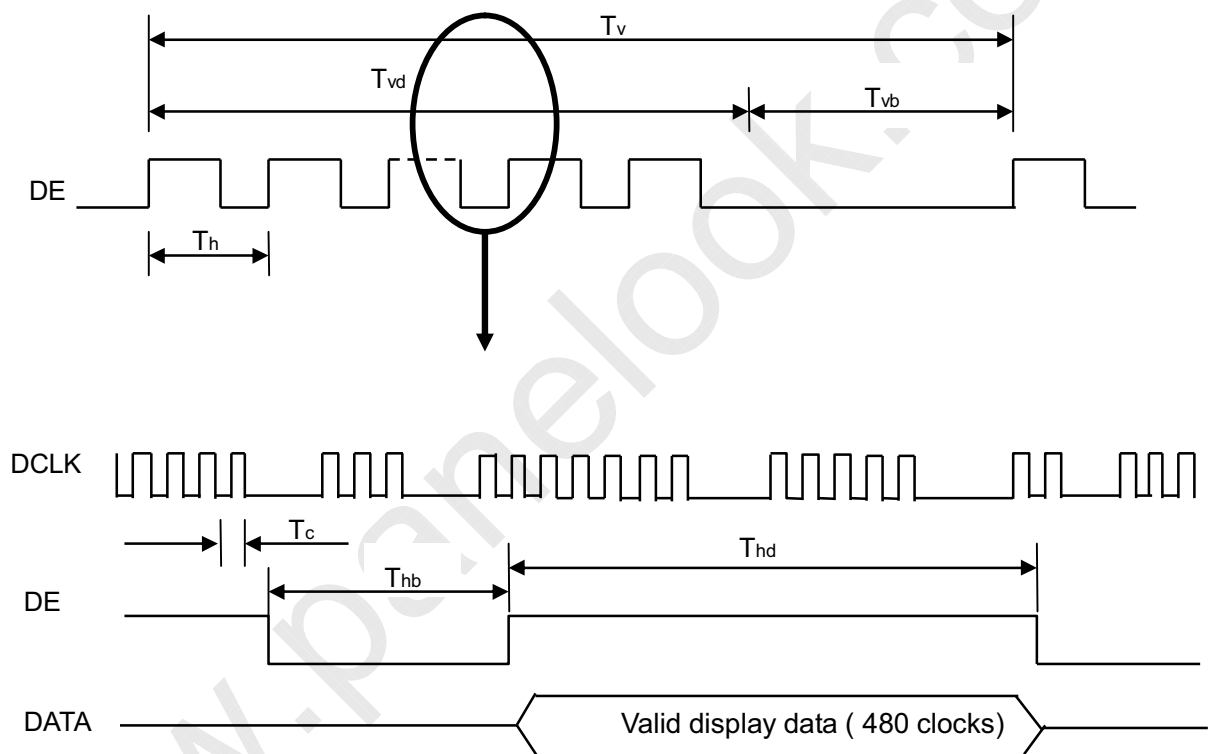 Tv
Tvd
Tvb
DE
Th
DCLK
Tc
Thd
Thb
DE
DATA
Valid display data ( 480 clocks)